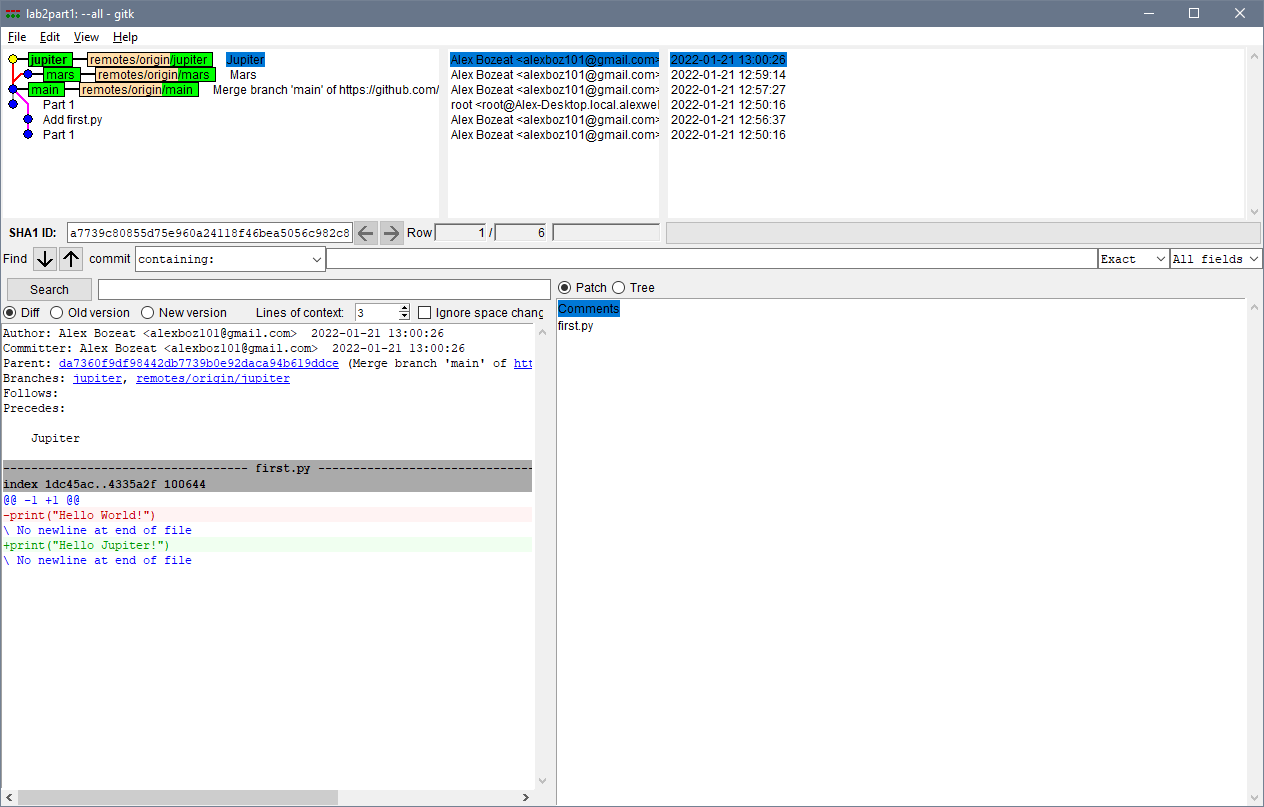 lab2part1: --all - gitk
File Edit View Help
jupiter remotes/origin/jupiter Jupiter Alex Bozeat <alexboz101@gmail.com> 2022-01-21 13:00:26
mars remotes/origin/mars Mars Alex Bozeat <alexboz101@gmail.com> 2022-01-21 12:59:14
main remotes/origin/main Merge branch 'main' of https://github.com/ Alex Bozeat <alexboz101@gmail.com> 2022-01-21 12:57:27
Part 1 root <root@Alex-Desktop.local.alexwel 2022-01-21 12:50:16
Add first.py Alex Bozeat <alexboz101@gmail.com> 2022-01-21 12:56:37
Part 1 Alex Bozeat <alexboz101@gmail.com> 2022-01-21 12:50:16
SHA1 ID: a7739c80855d75e960a24118f46bea5056c982c8 Row 1 / 6
Find commit containing: Exact All fields
Search
Patch Tree
Diff Old version New version Lines of context: 3 Ignore space chang
Comments
first.py
Author: Alex Bozeat <alexboz101@gmail.com> 2022-01-21 13:00:26
Committer: Alex Bozeat <alexboz101@gmail.com> 2022-01-21 13:00:26
Parent: da7360f9df98442db7739b0e92daca94b619ddce (Merge branch 'main' of htt
Branches: jupiter, remotes/origin/jupiter
Follows:
Precedes:
Jupiter
---------------------------------- first.py -------------------------------
index 1dc45ac..4335a2f 100644
@@ -1 +1 @@
-print("Hello World!")
\ No newline at end of file
+print("Hello Jupiter!")
\ No newline at end of file